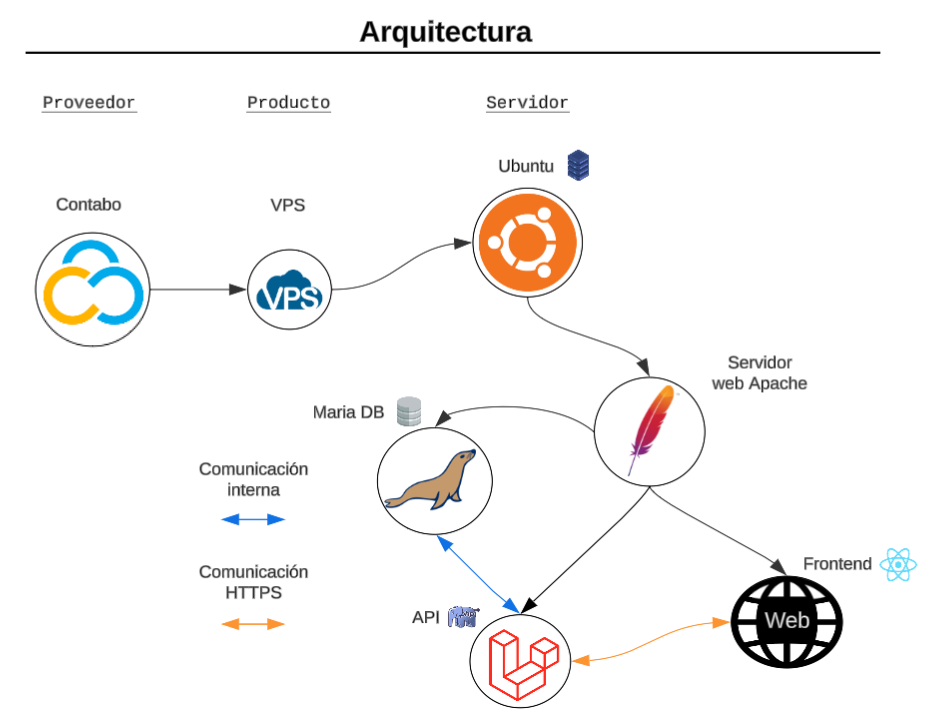 Arquitectura
Proveedor
Producto
Servidor
Ubuntu
Contabo
VPS
VPS
Servidor
web Apache
Maria DB
Comunicación
interna
Comunicación
HTTPS
Frontend
Web
API